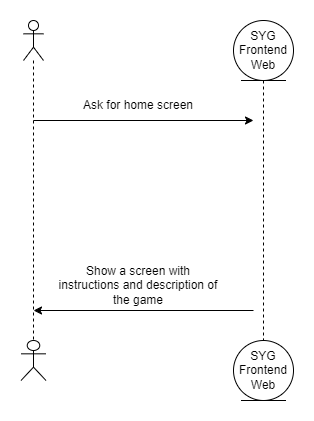 SYG
Frontend
Web
Ask for home screen
Show a screen with
instructions and description of
the game
SYG
Frontend
Web